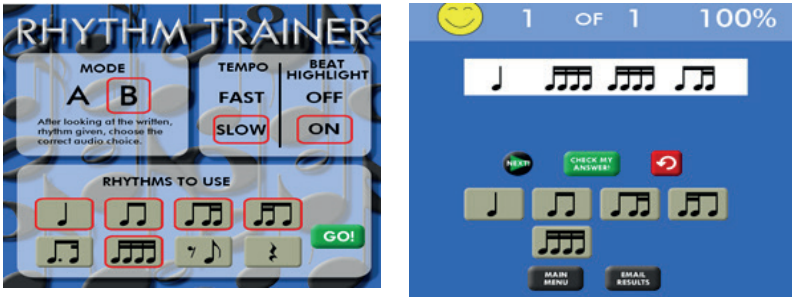 RHYTHM TRAINER
MODE
A B
After looking at the written,
rhythm given, choose the
correct audio choice.
TEMPO
FAST
SLOW
BEAT
HIGHLIGHT
OFF
ON
RHYTHMS TO USE
GO!
1 OF 1 100%
NEXT!
CHECK MY
ANSWER!
MAIN
MENU
EMAIL
RESULTS